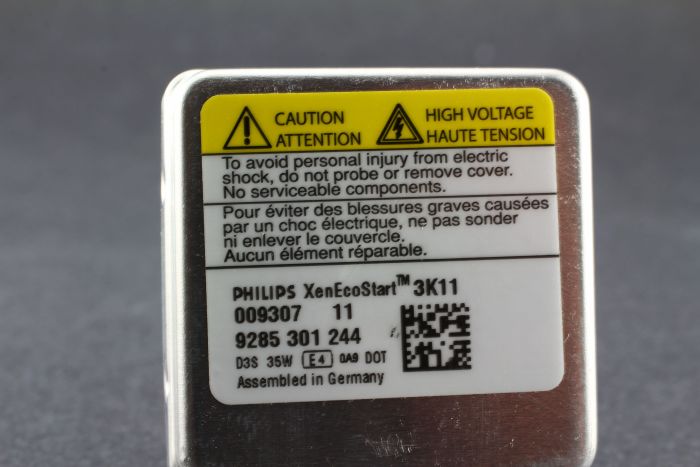 CAUTION
ATTENTION
HIGH VOLTAGE
HAUTE TENSION
To avoid personal injury from electric
shock, do not probe or remove cover.
No serviceable components.
Pour éviter des blessures graves causées
par un choc électrique, ne pas sonder
ni enlever le couvercle.
Aucun élément réparable.
PHILIPS XenEcoStart™ 3K11
009307 11
9285 301 244
D3S 35W E4 0A9 DOT
Assembled in Germany